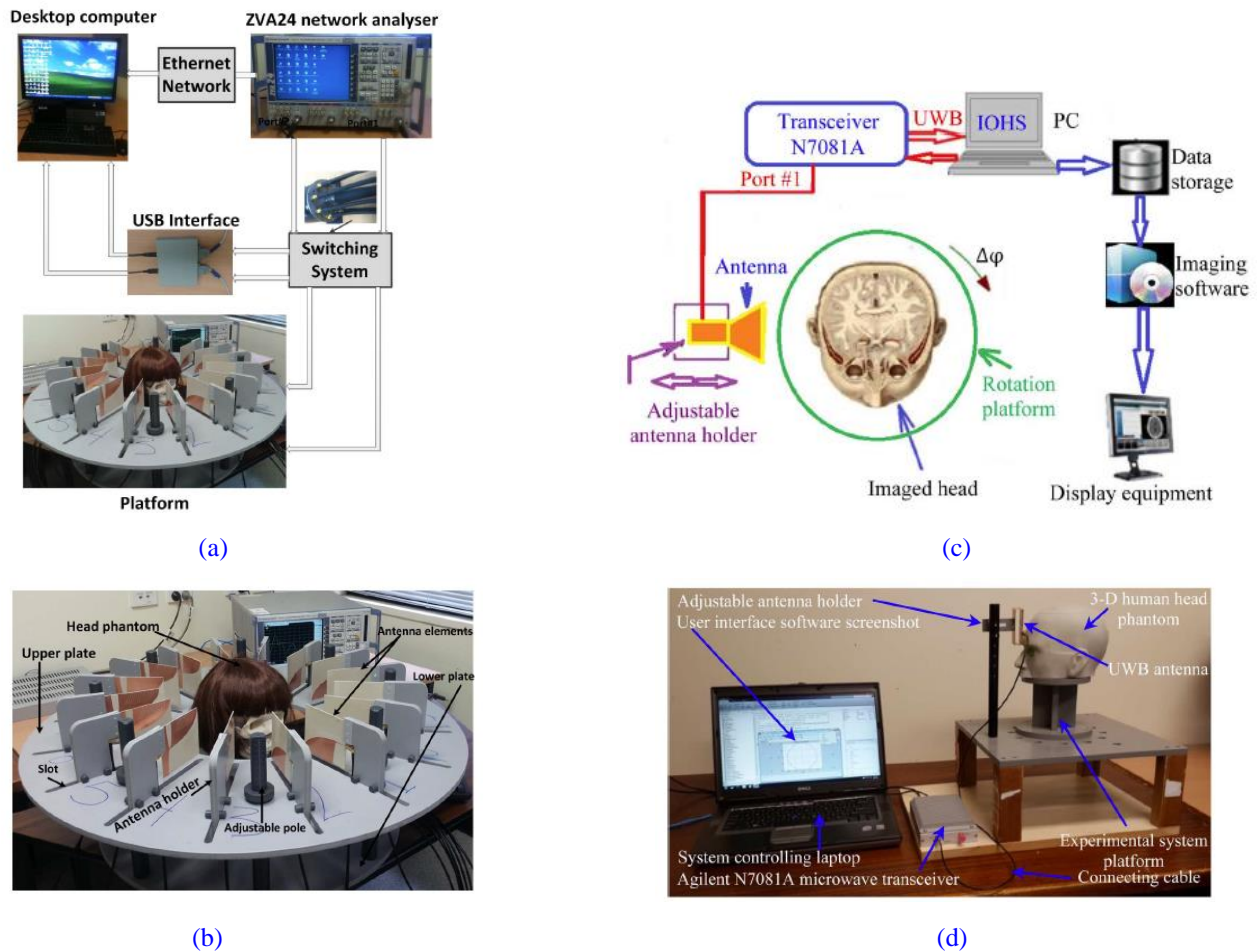 Desktop computer
ZVA24 network analyser
Ethernet
Network
Port#1
USB Interface
Switching
System
Platform
(a)
Transceiver
N7081A
UWB
IOHS
PC
Port #1
Data
storage
Antenna
Δφ
Imaging
software
Rotation
platform
Adjustable
antenna holder
Imaged head
Display equipment
(c)
Head phantom
Antenna elements
Upper plate
Lower plate
Slot
Antenna holder
Adjustable pole
(b)
Adjustable antenna holder
User interface software screenshot
3-D human head
phantom
UWB antenna
System controlling laptop
Agilent N7081A microwave transceiver
Experimental system
platform
Connecting cable
(d)